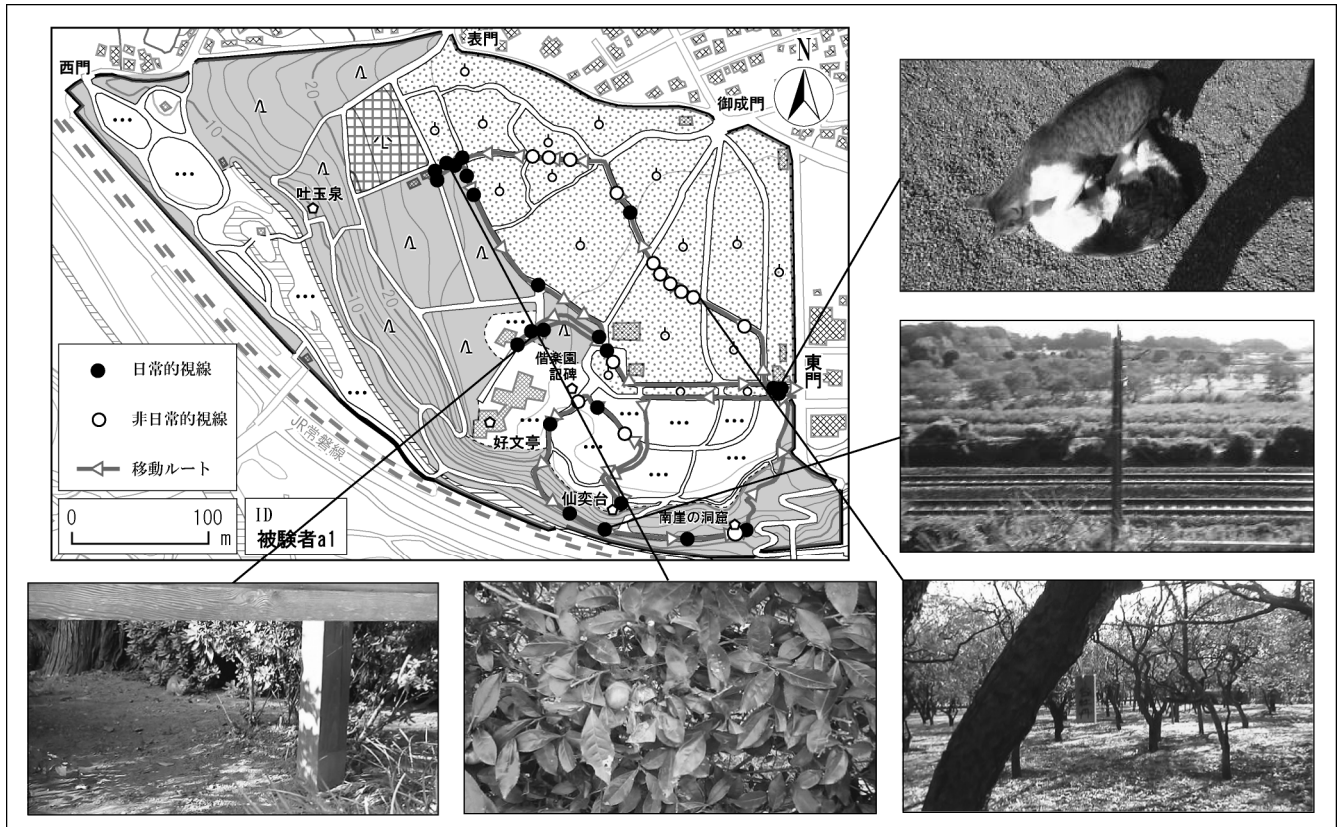 表門
西門
N
御成門
20
10
吐玉泉
20
10
東門
日常的視線
非日常的視線
移動ルート
偕楽園
記碑
好文亭
JR常磐線
仙奕台
南崖の洞窟
0 100
m
ID
被験者a1